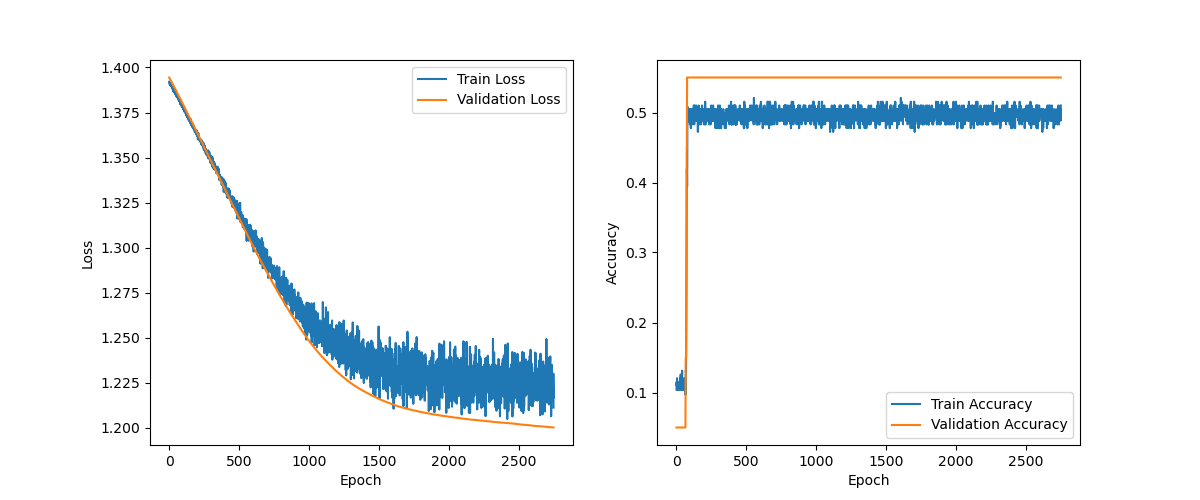 1.400
1.375
1.350
1.325
1.300
1.275
1.250
1.225
1.200
Loss
0 500 1000 1500 2000 2500
Epoch
Train Loss
Validation Loss
0.5
0.4
0.3
0.2
0.1
Accuracy
0 500 1000 1500 2000 2500
Epoch
Train Accuracy
Validation Accuracy